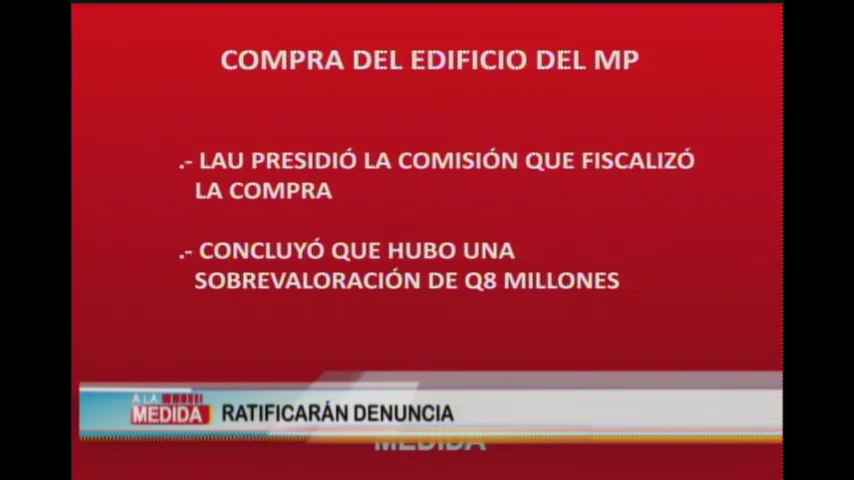 COMPRA DEL EDIFICIO DEL MP
.- LAU PRESIDIÓ LA COMISIÓN QUE FISCALIZÓ
LA COMPRA
.- CONCLUYÓ QUE HUBO UNA
SOBREVALORACIÓN DE Q8 MILLONES
A LA
MEDIDA
RATIFICARÁN DENUNCIA
MEDIDA